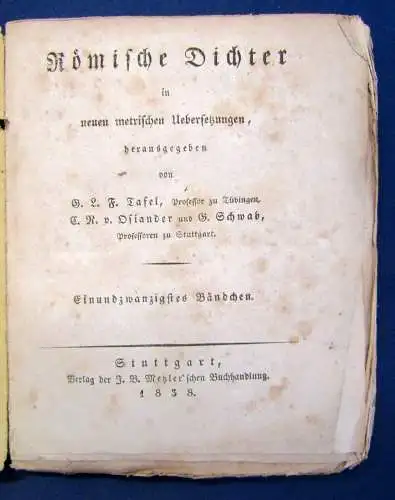 Römische Dichter
in
neuen metrischen Uebersetzungen,
herausgegeben
von
G. L. F. Tafel, Professor zu Tübingen,
C. N. v. Osiander und G. Schwab,
Professoren zu Stuttgart.
Einundzwanzigstes Bändchen.
Stuttgart,
Verlag der J. B. Metzler'schen Buchhandlung.
1838.